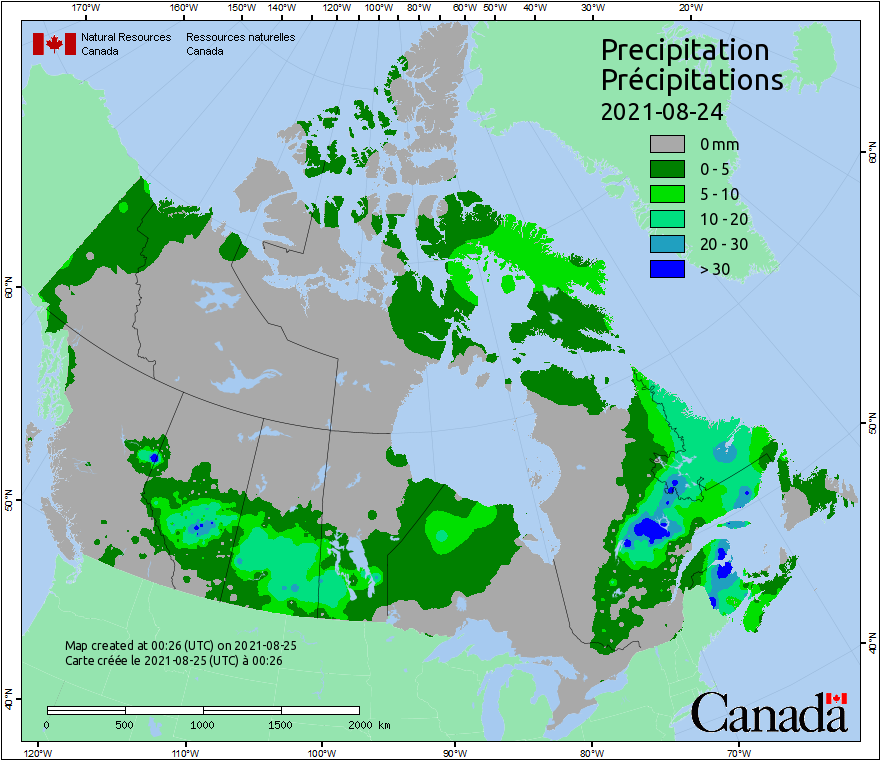 170°W 160°W 150°W 140°W 130°W 120°W 110°W 100°W 90°W 80°W 70°W 60°W 50°W 40°W 30°W 20°W
Natural Resources Ressources naturelles
Canada Canada
Precipitation
Précipitations
2021-08-24
0 mm
0 - 5
5 - 10
10 - 20
20 - 30
> 30
60°N
60°N
50°N
50°N
40°N
40°N
Map created at 00:26 (UTC) on 2021-08-25
Carte créée le 2021-08-25 (UTC) à 00:26
0 500 1000 1500 2000 km
Canada
120°W 110°W 100°W 90°W 80°W 70°W